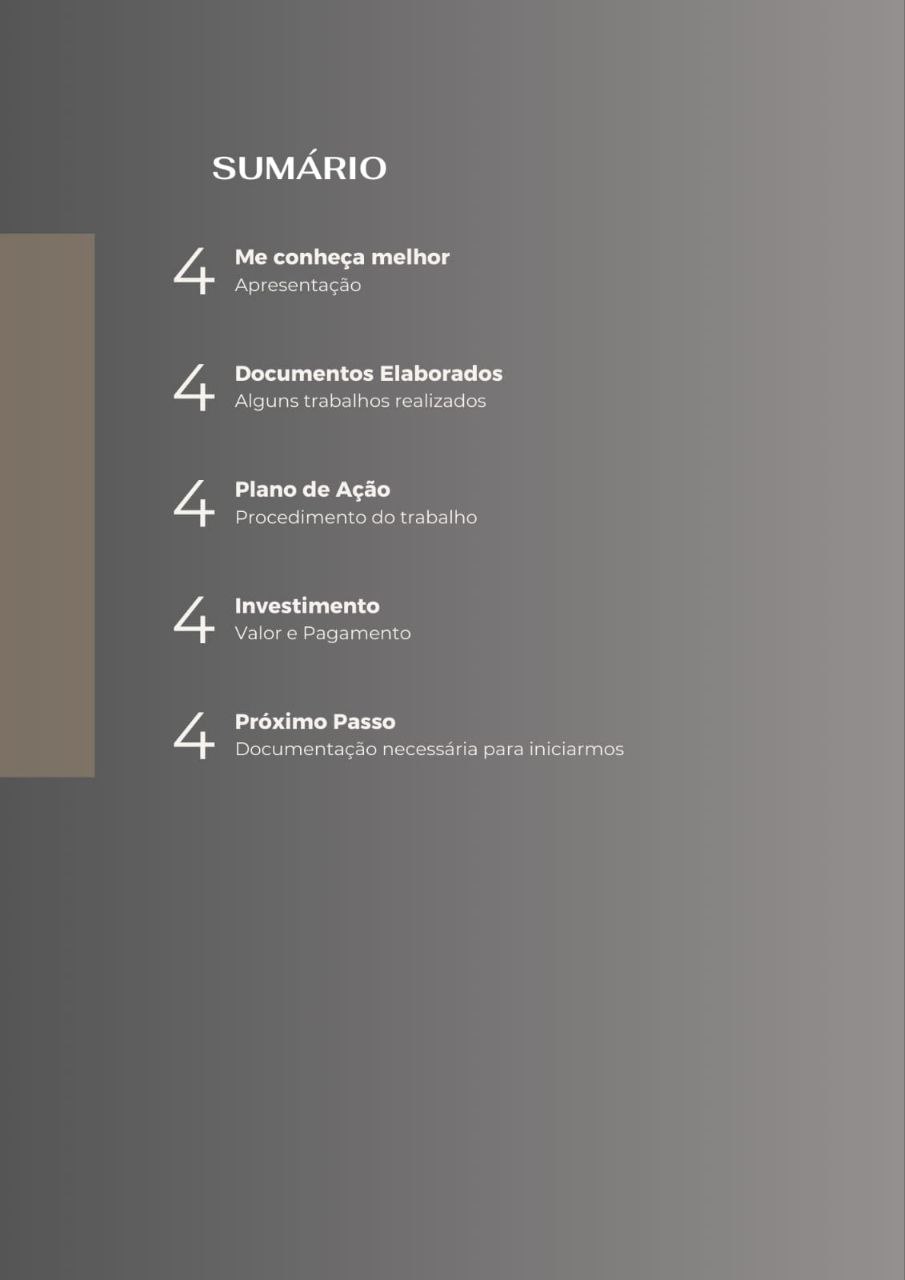 SUMÁRIO
4 Me conheça melhor
Apresentação
4 Documentos Elaborados
Alguns trabalhos realizados
4 Plano de Ação
Procedimento do trabalho
4 Investimento
Valor e Pagamento
4 Próximo Passo
Documentação necessária para iniciarmos